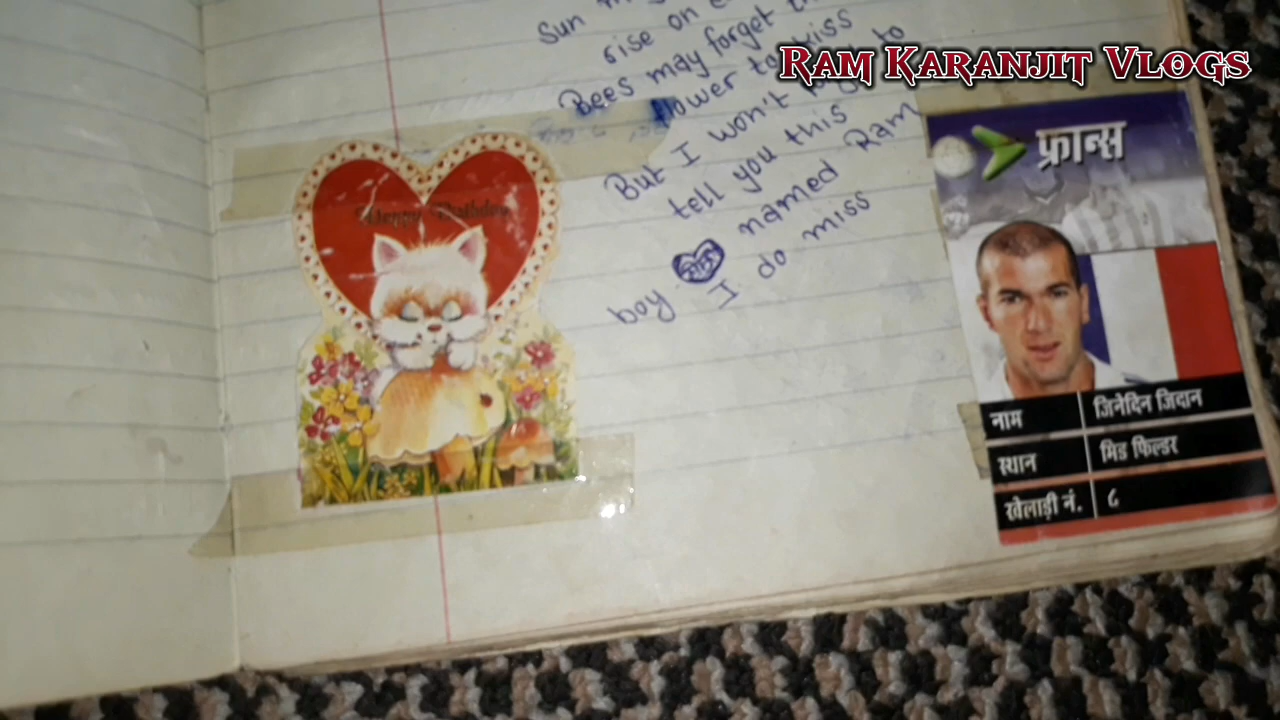 Sun
rise on
Bees may forget
flower to kiss
But I won't to
tell you this
boy named Ram
I do miss
RAM KARANJIT VLOGS
Happy Birthday
फ्रान्स
नाम जिनेदिन जिदान
स्थान मिड फिल्डर
खेलाडी नं. ८